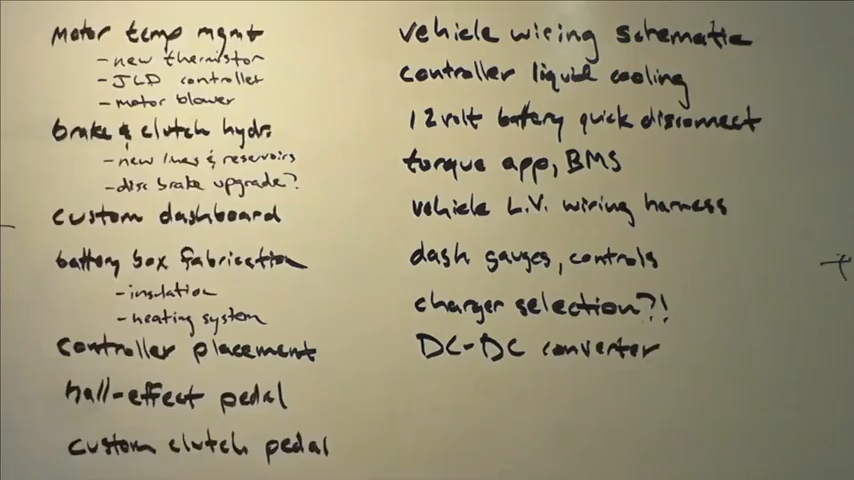 Motor temp mgmt
- new thermistor
- JLD controller
- motor blower
brake & clutch hydr.
- new lines & reservoirs
- disc brake upgrade?
custom dashboard
battery box fabrication
- insulation
- heating system
controller placement
hall-effect pedal
custom clutch pedal
vehicle wiring schematic
controller liquid cooling
12volt battery quick disconnect
torque app, BMS
vehicle L.V. wiring harness
dash gauges, controls
charger selection?!
DC-DC converter